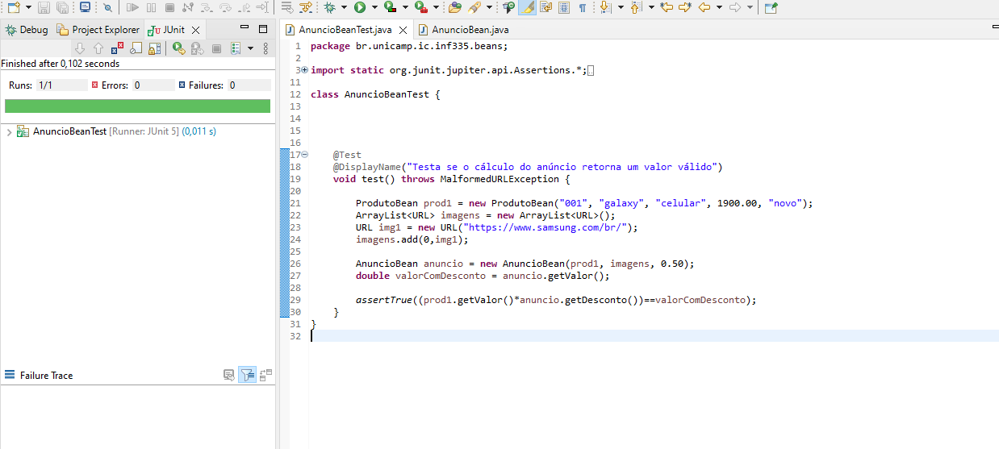 Debug Project Explorer JUnit
Finished after 0,102 seconds
Runs: 1/1 Errors: 0 Failures: 0
AnuncioBeanTest [Runner: JUnit 5] (0,011 s)
Failure Trace
AnuncioBeanTest.java AnuncioBean.java
1 package br.unicamp.ic.inf335.beans;
2
3 import static org.junit.jupiter.api.Assertions.*;
11
12 class AnuncioBeanTest {
13
14
15
16
17 @Test
18 @DisplayName("Testa se o cálculo do anúncio retorna um valor válido")
19 void test() throws MalformedURLException {
20
21 ProdutoBean prod1 = new ProdutoBean("001", "galaxy", "celular", 1900.00, "novo");
22 ArrayList<URL> imagens = new ArrayList<URL>();
23 URL img1 = new URL("https://www.samsung.com/br/");
24 imagens.add(0,img1);
25
26 AnuncioBean anuncio = new AnuncioBean(prod1, imagens, 0.50);
27 double valorComDesconto = anuncio.getValor();
28
29 assertTrue((prod1.getValor()*anuncio.getDesconto())==valorComDesconto);
30 }
31 }
32